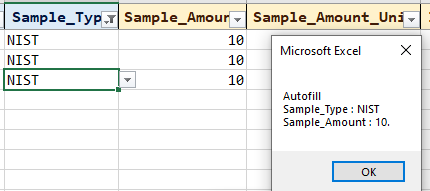 Sample_Typ Sample_Amour Sample_Amount_Uni
NIST 10
NIST 10
NIST 10
Microsoft Excel
Autofill
Sample_Type : NIST
Sample_Amount : 10.
OK